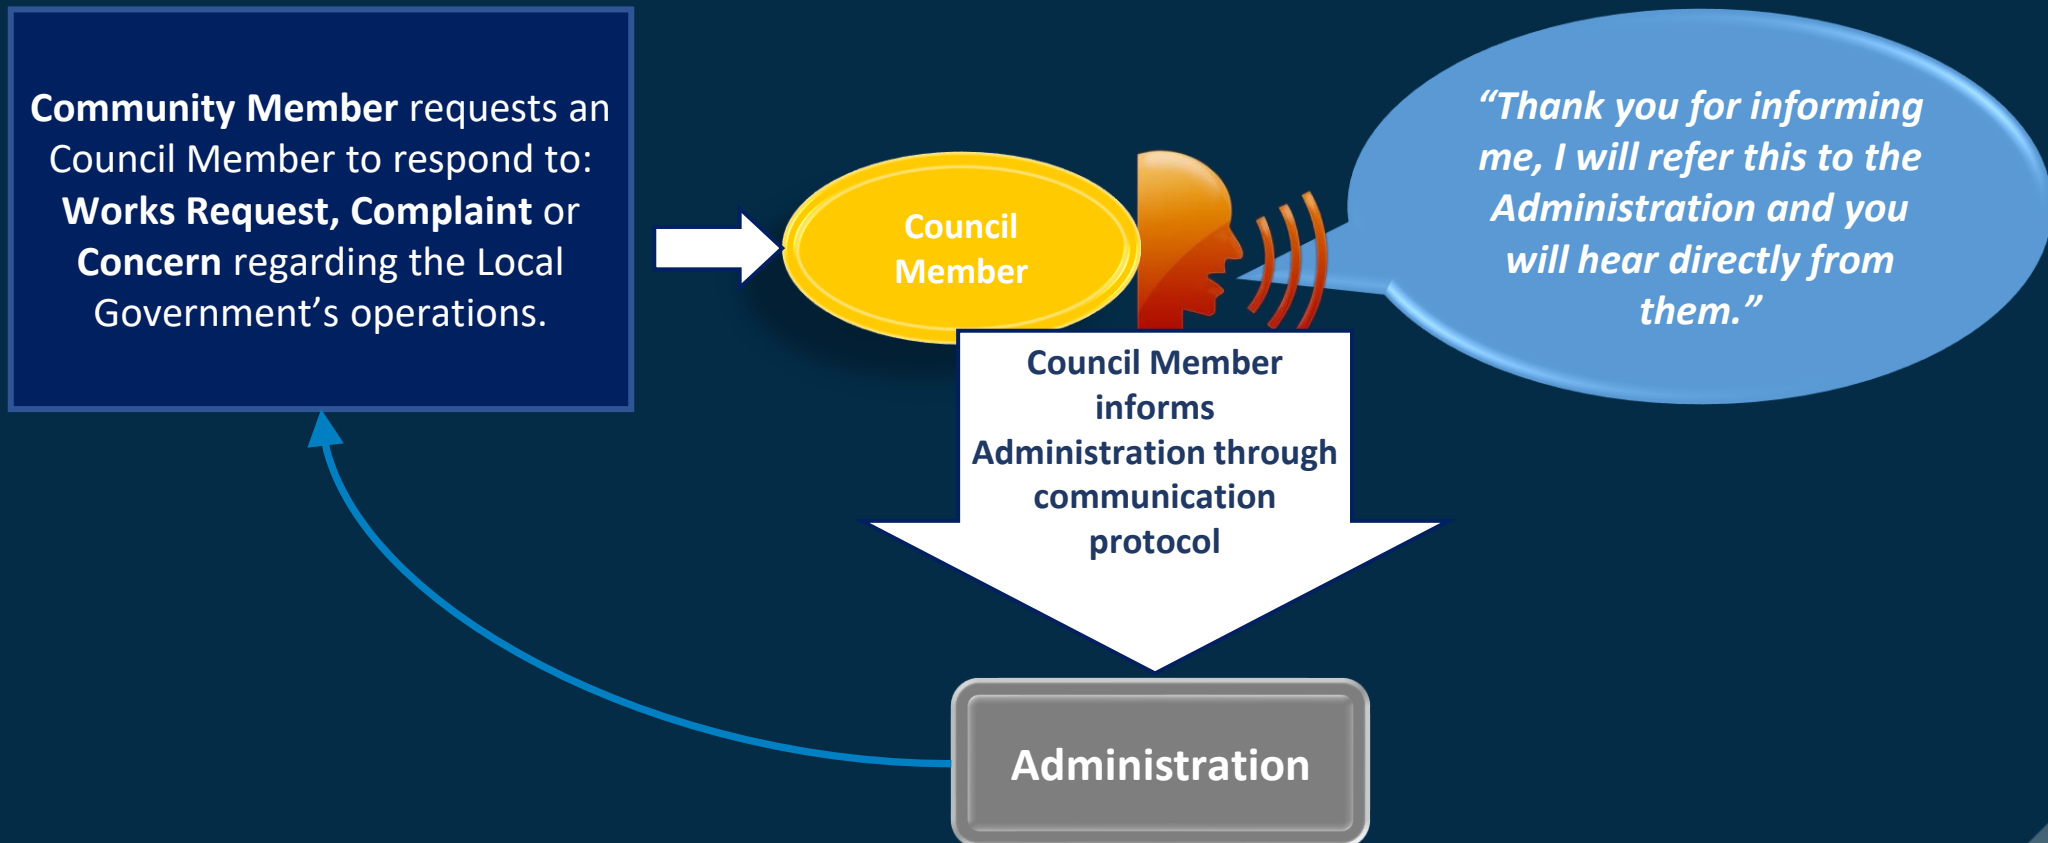 Community Member requests an
Council Member to respond to:
Works Request, Complaint or
Concern regarding the Local
Government’s operations.
Council
Member
“Thank you for informing
me, I will refer this to the
Administration and you
will hear directly from
them.”
Council Member
informs
Administration through
communication
protocol
Administration